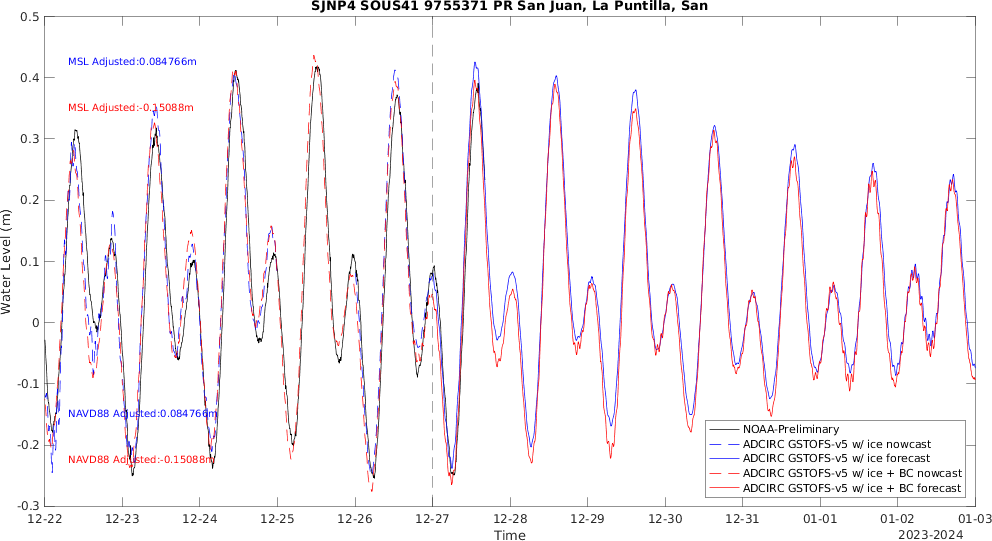 SJNP4 SOUS41 9755371 PR San Juan, La Puntilla, San
0.5
0.4
0.3
0.2
0.1
0
-0.1
-0.2
-0.3
Water Level (m)
MSL Adjusted:0.084766m
MSL Adjusted:-0.15088m
NAVD88 Adjusted:0.084766m
NAVD88 Adjusted:-0.15088m
NOAA-Preliminary
ADCIRC GSTOFS-v5 w/ ice nowcast
ADCIRC GSTOFS-v5 w/ ice forecast
ADCIRC GSTOFS-v5 w/ ice + BC nowcast
ADCIRC GSTOFS-v5 w/ ice + BC forecast
12-22 12-23 12-24 12-25 12-26 12-27 12-28 12-29 12-30 12-31 01-01 01-02 01-03
Time
2023-2024